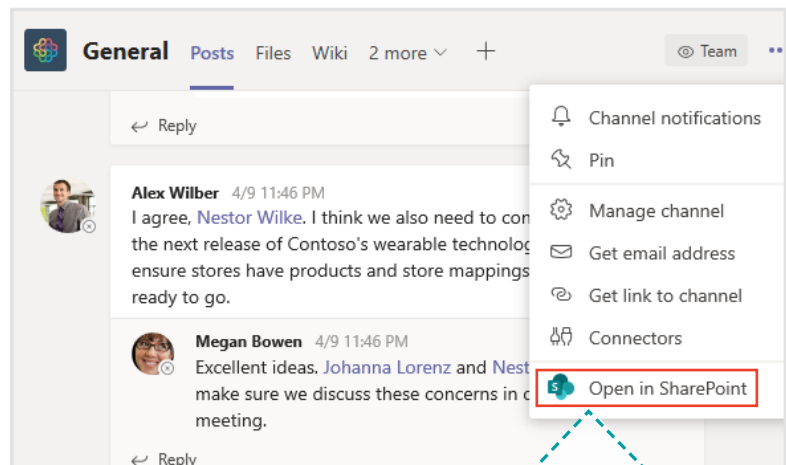 General Posts Files Wiki 2 more Team
Reply
Alex Wilber 4/9 11:46 PM
I agree, Nestor Wilke. I think we also need to con
the next release of Contoso's wearable technolog
ensure stores have products and store mappings
ready to go.
Megan Bowen 4/9 11:46 PM
Excellent ideas. Johanna Lorenz and Nest
make sure we discuss these concerns in
meeting.
Reply
Channel notifications
Pin
Manage channel
Get email address
Get link to channel
Connectors
S Open in SharePoint